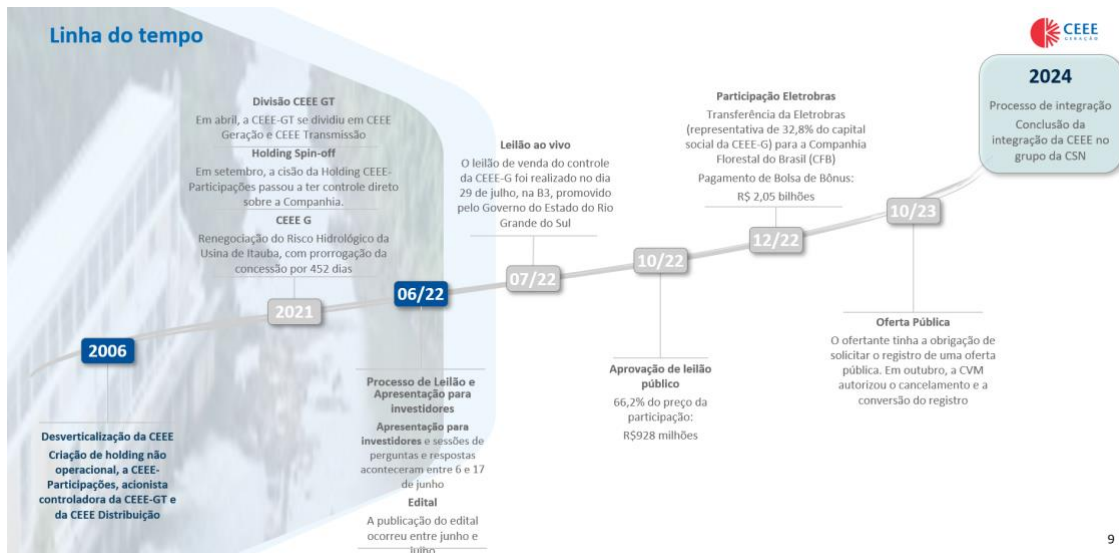 Linha do tempo
CEEE
GERAÇÃO
2006
Desverticalização da CEEE
Criação de holding não
operacional, a CEEE-
Participações, acionista
controladora da CEEE-GT e
da CEEE Distribuição
Divisão CEEE GT
Em abril, a CEEE-GT se dividiu em CEEE
Geração e CEEE Transmissão
Holding Spin-off
Em setembro, a cisão da Holding CEEE-
Participações passou a ter controle direto
sobre a Companhia.
CEEE G
Renegociação do Risco Hidrológico da
Usina de Itauba, com prorrogação da
concessão por 452 dias
2021
06/22
Processo de Leilão e
Apresentação para
investidores
Apresentação para
investidores e sessões de
perguntas e respostas
aconteceram entre 6 e 17
de junho
Edital
A publicação do edital
ocorreu entre junho e
julho
Leilão ao vivo
O leilão de venda do controle
da CEEE-G foi realizado no dia
29 de julho, na B3, promovido
pelo Governo do Estado do Rio
Grande do Sul
07/22
10/22
Aprovação de leilão
público
66,2% do preço da
participação:
R$928 milhões
Participação Eletrobras
Transferência da Eletrobras
(representativa de 32,8% do capital
social da CEEE-G) para a Companhia
Florestal do Brasil (CFB)
Pagamento de Bolsa de Bônus:
R$ 2,05 bilhões
12/22
10/23
Oferta Pública
O ofertante tinha a obrigação de
solicitar o registro de uma oferta
pública. Em outubro, a CVM
autorizou o cancelamento e a
conversão do registro
2024
Processo de integração
Conclusão da
integração da CEEE no
grupo da CSN
9